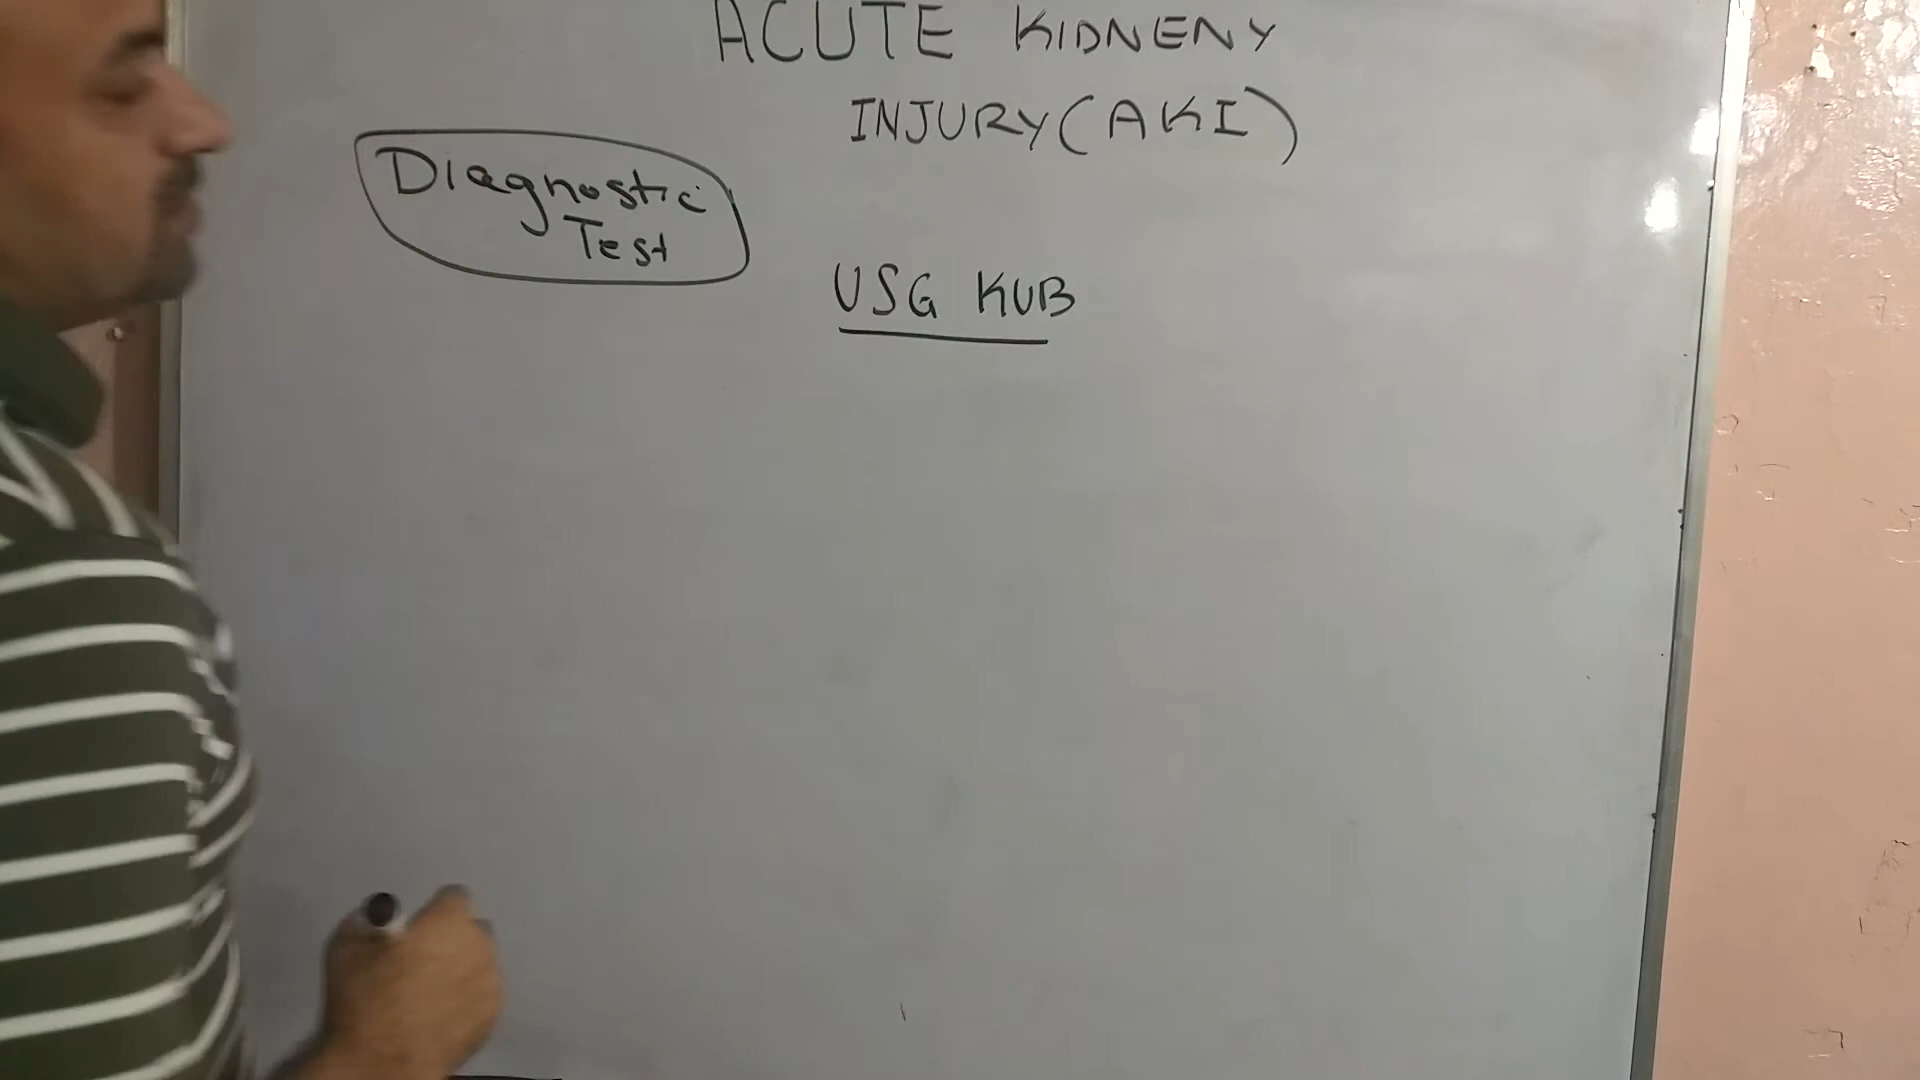 ACUTE KIDNENY
INJURY (AKI)
Diagnostic
Test
USG KUB